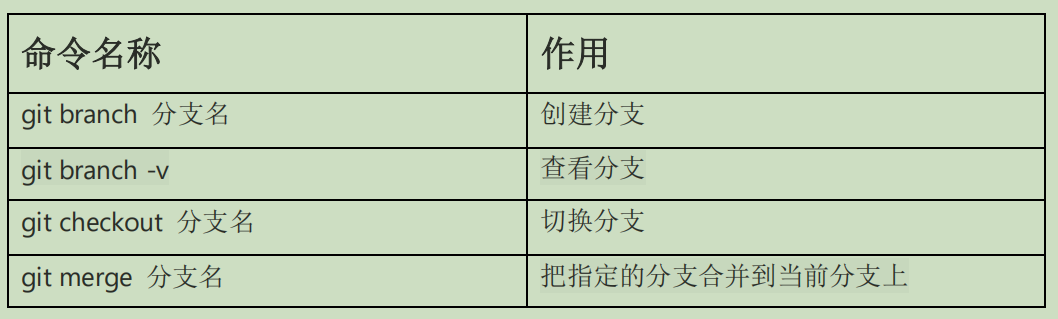 命令名称 作用
git branch 分支名 创建分支
git branch -v 查看分支
git checkout 分支名 切换分支
git merge 分支名 把指定的分支合并到当前分支上